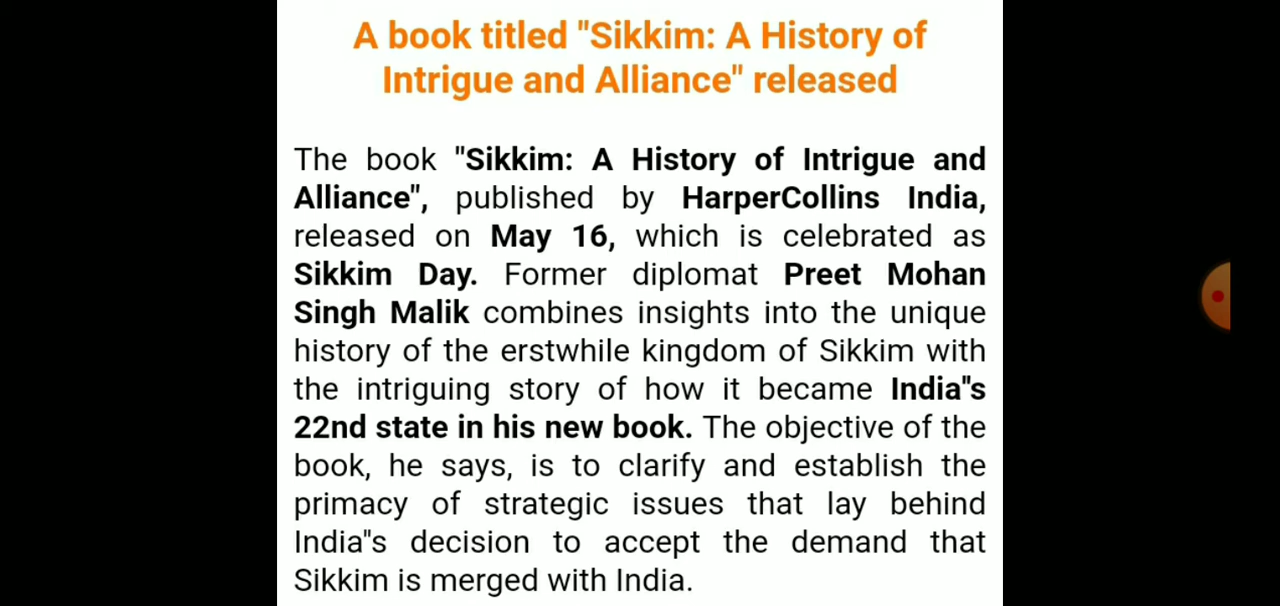 A book titled "Sikkim: A History of
Intrigue and Alliance" released
The book "Sikkim: A History of Intrigue and
Alliance", published by HarperCollins India,
released on May 16, which is celebrated as
Sikkim Day. Former diplomat Preet Mohan
Singh Malik combines insights into the unique
history of the erstwhile kingdom of Sikkim with
the intriguing story of how it became India"s
22nd state in his new book. The objective of the
book, he says, is to clarify and establish the
primacy of strategic issues that lay behind
India"s decision to accept the demand that
Sikkim is merged with India.